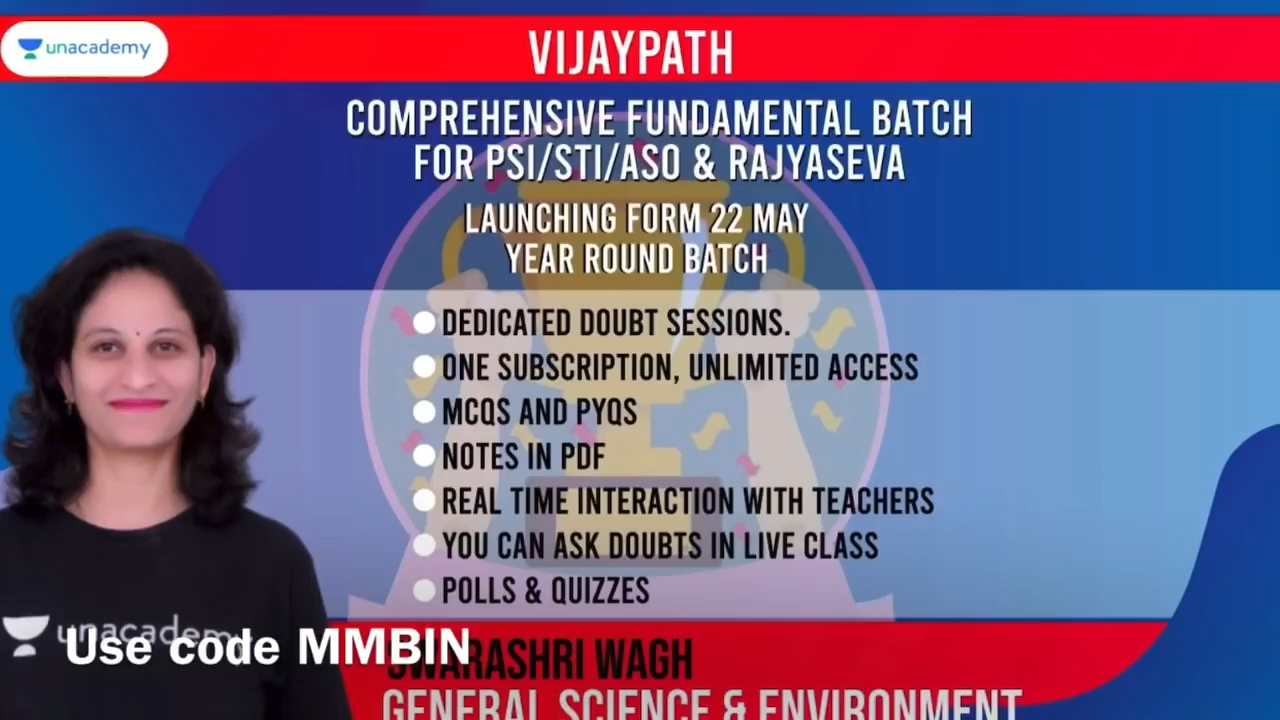 unacademy
VIJAYPATH
COMPREHENSIVE FUNDAMENTAL BATCH
FOR PSI/STI/ASO & RAJYASEVA
LAUNCHING FORM 22 MAY
YEAR ROUND BATCH
DEDICATED DOUBT SESSIONS.
ONE SUBSCRIPTION, UNLIMITED ACCESS
MCQS AND PYQS
NOTES IN PDF
REAL TIME INTERACTION WITH TEACHERS
YOU CAN ASK DOUBTS IN LIVE CLASS
POLLS & QUIZZES
unacademy
Use code MMBIN
SWARASHRI WAGH
GENERAL SCIENCE & ENVIRONMENT